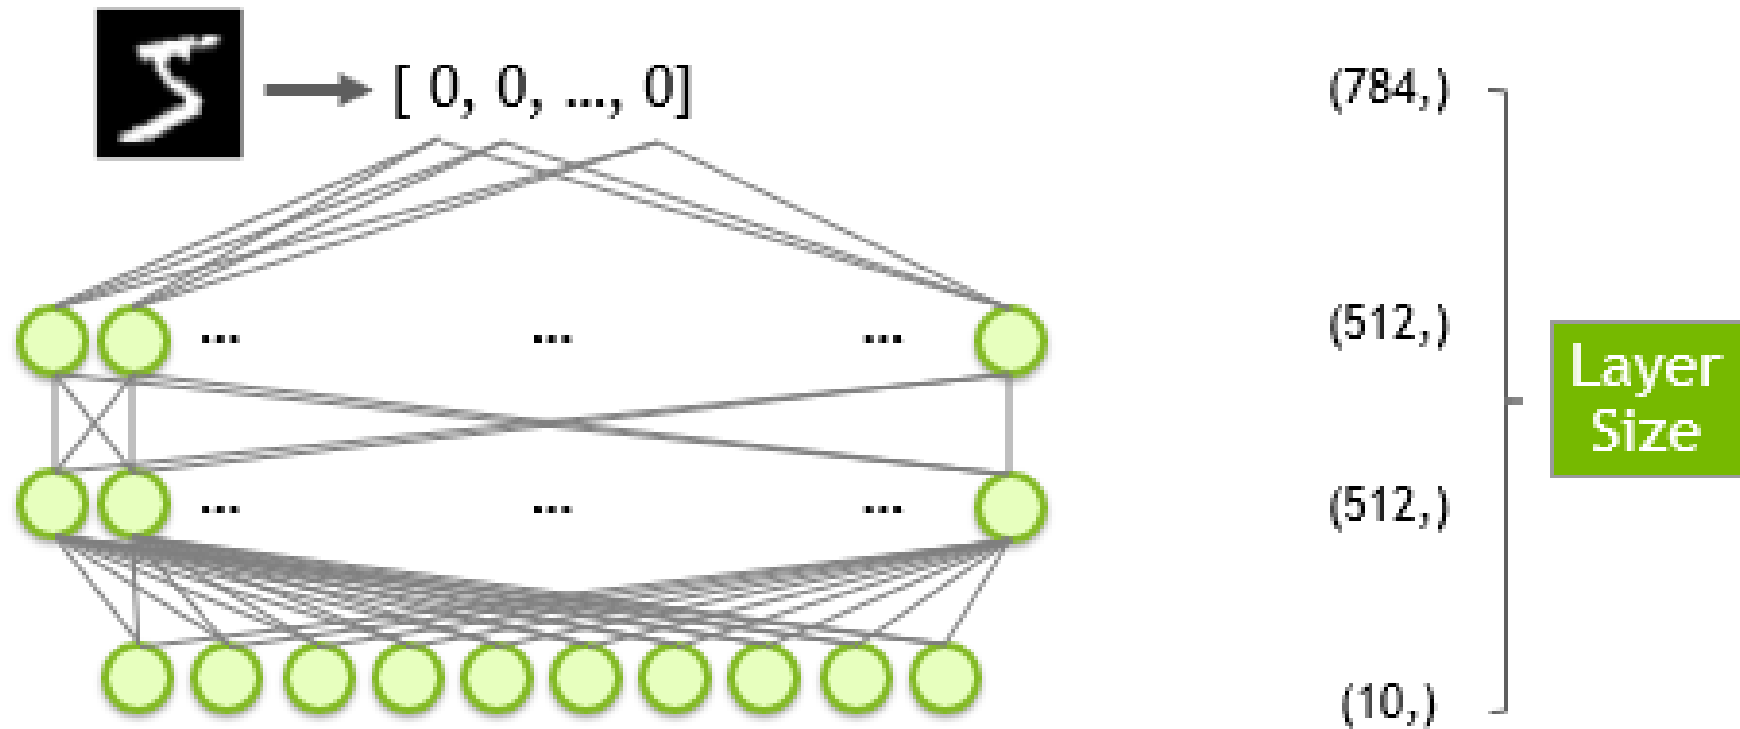 [ 0, 0, ..., 0]
(784,)
... ... ...
(512,)
... ... ...
(512,)
(10,)
Layer
Size